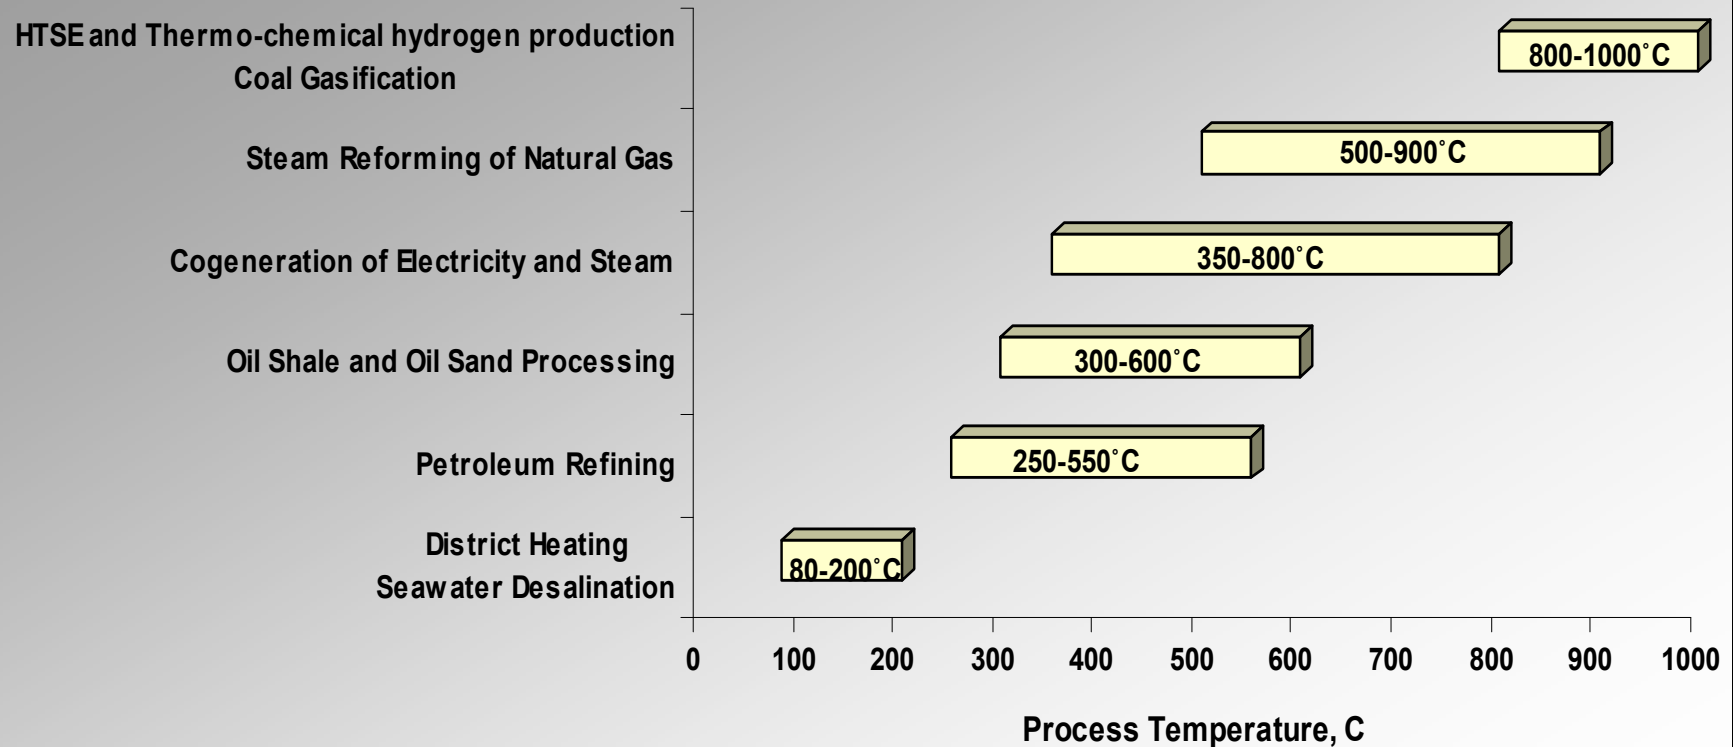 HTSE and Thermo-chemical hydrogen production
Coal Gasification
800-1000˚C
Steam Reforming of Natural Gas
500-900˚C
Cogeneration of Electricity and Steam
350-800˚C
Oil Shale and Oil Sand Processing
300-600˚C
Petroleum Refining
250-550˚C
District Heating
Seawater Desalination
80-200˚C
0 100 200 300 400 500 600 700 800 900 1000
Process Temperature, C